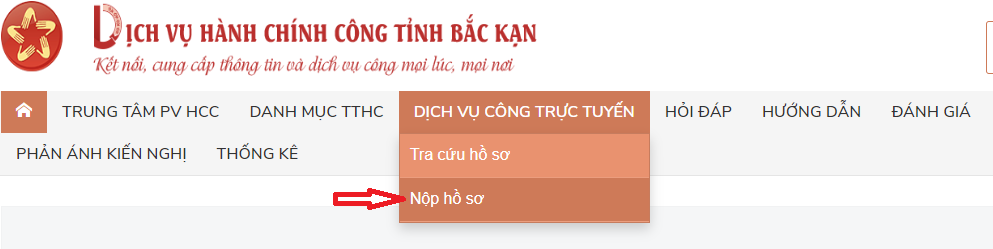 DỊCH VỤ HÀNH CHÍNH CÔNG TỈNH BẮC KẠN
Kết nối, cung cấp thông tin và dịch vụ công mọi lúc, mọi nơi
TRUNG TÂM PV HCC DANH MỤC TTHC DỊCH VỤ CÔNG TRỰC TUYẾN HỎI ĐÁP HƯỚNG DẪN ĐÁNH GIÁ
PHẢN ÁNH KIẾN NGHỊ THỐNG KÊ
Tra cứu hồ sơ
Nộp hồ sơ